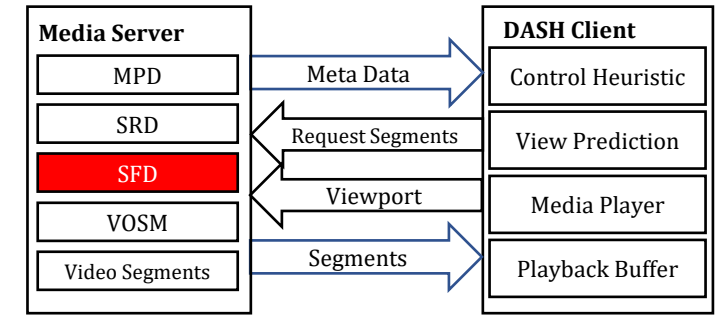 Media Server
MPD
SRD
SFD
VOSM
Video Segments
Meta Data
Request Segments
Viewport
Segments
DASH Client
Control Heuristic
View Prediction
Media Player
Playback Buffer